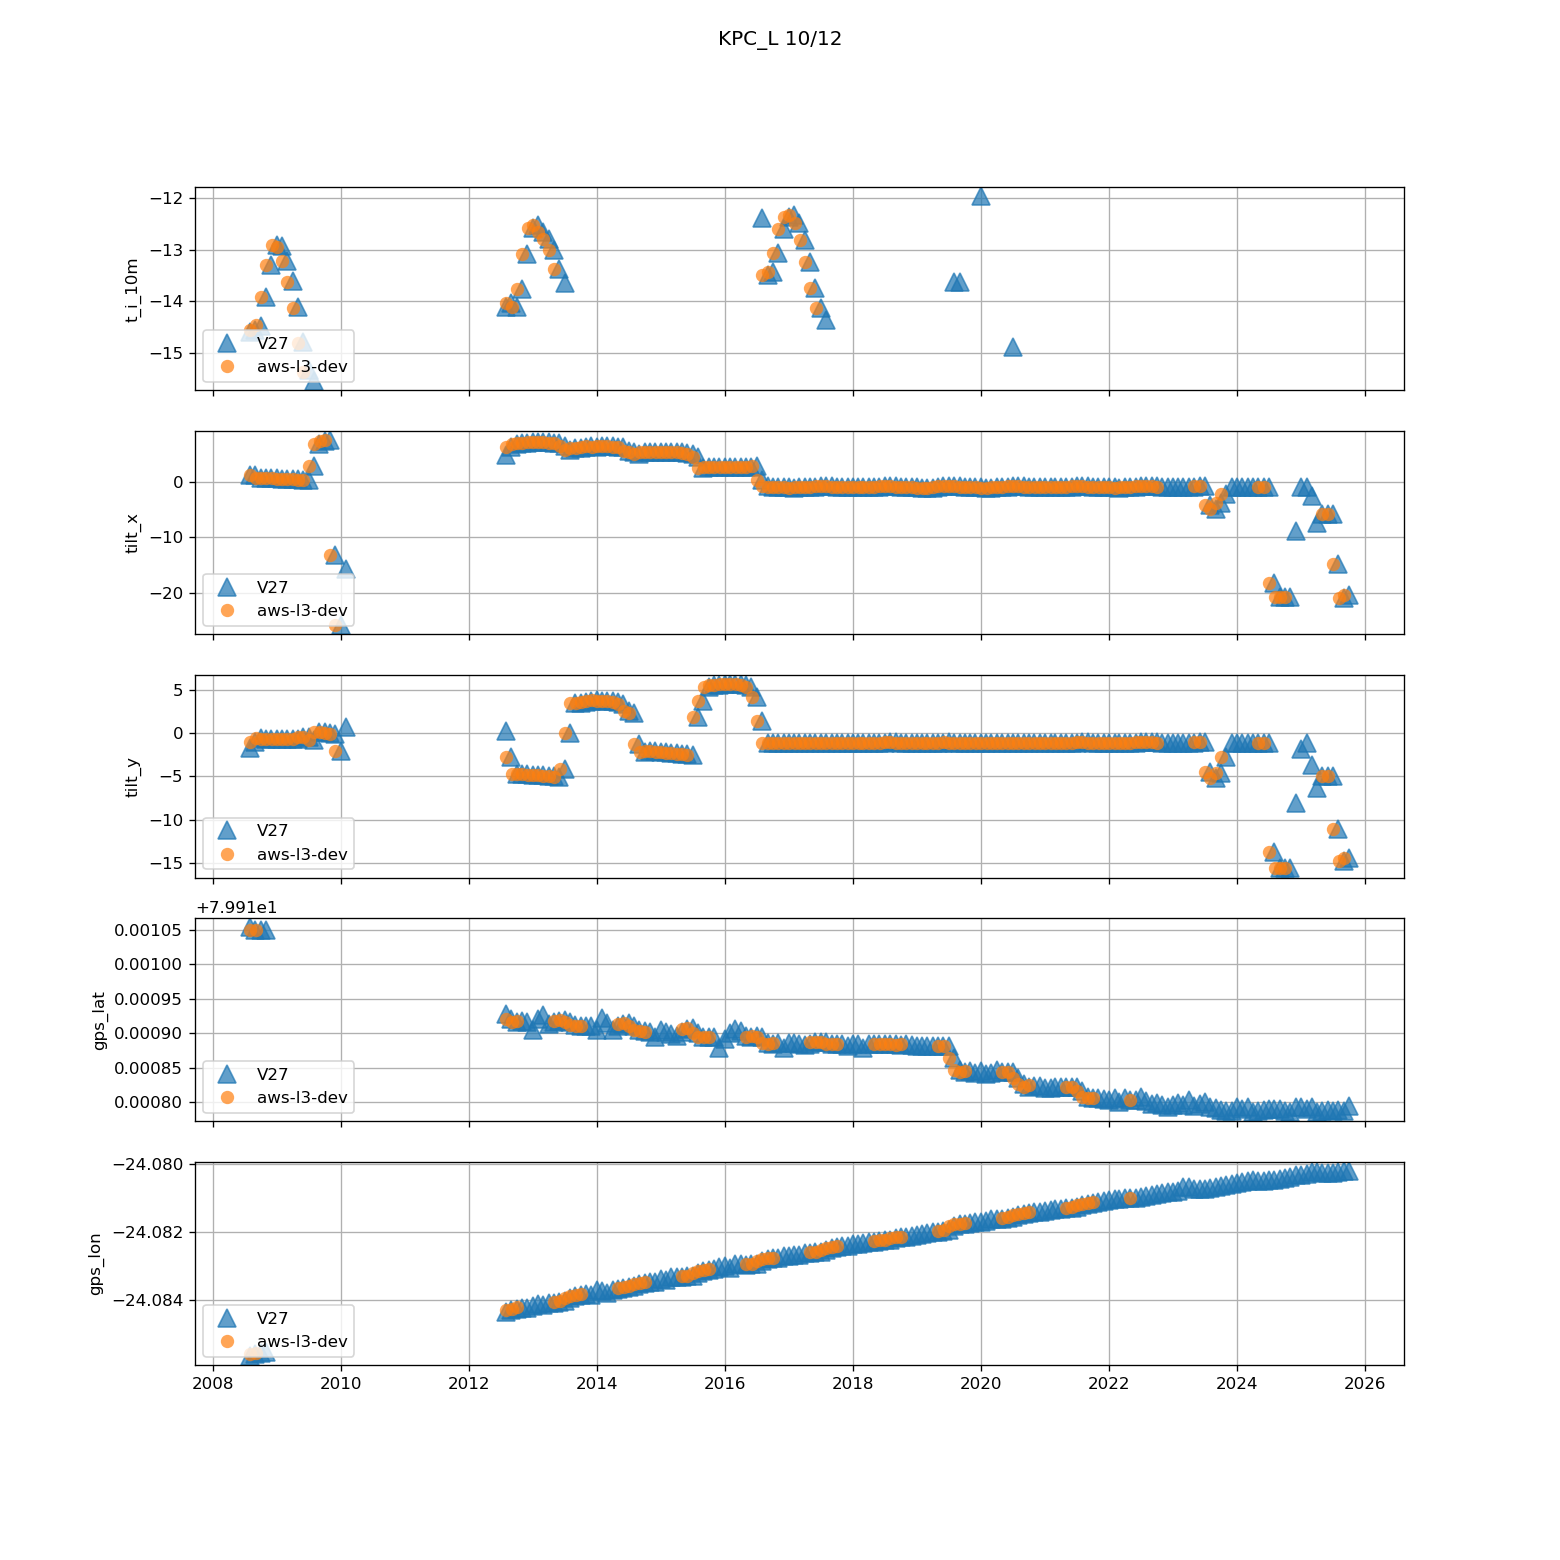 KPC_L 10/12
−12
−13
−14
−15
t_i_10m
V27
aws-l3-dev
0
−10
−20
tilt_x
V27
aws-l3-dev
5
0
−5
−10
−15
tilt_y
V27
aws-l3-dev
+7.991e1
0.00105
0.00100
0.00095
0.00090
0.00085
0.00080
gps_lat
V27
aws-l3-dev
−24.080
−24.082
−24.084
gps_lon
V27
aws-l3-dev
2008 2010 2012 2014 2016 2018 2020 2022 2024 2026